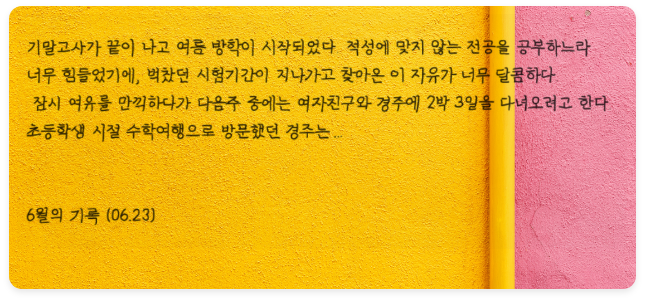 기말고사가 끝이 나고 여름 방학이 시작되었다. 적성에 맞지 않는 전공을 공부하느라
너무 힘들었기에, 벅찼던 시험기간이 지나가고 찾아온 이 자유가 너무 달콤하다.
잠시 여유를 만끽하다가 다음주 중에는 여자친구와 경주에 2박 3일을 다녀오려고 한다.
초등학생 시절 수학여행으로 방문했던 경주는...
6월의 기록 (06.23)